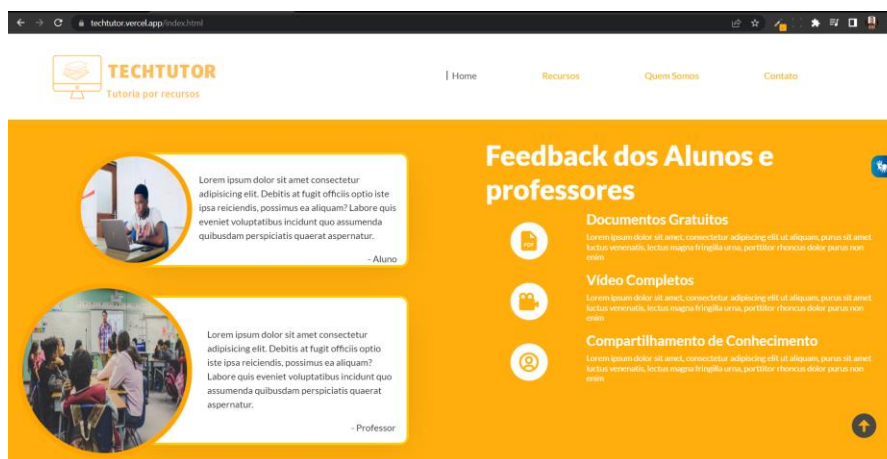 techtutor.vercel.app/index.html
TECHTUTOR
Tutoria por recursos
Home
Recursos
Quem Somos
Contato
Lorem ipsum dolor sit amet consectetur
adipisicing elit. Debitis at fugit officiis optio iste
ipsa reiciendis, possimus ea aliquam? Labore quis
eveniet voluptatibus incidunt quo assumenda
quibusdam perspiciatis quaerat aspernatur.
- Aluno
Lorem ipsum dolor sit amet consectetur
adipisicing elit. Debitis at fugit officiis optio
iste ipsa reiciendis, possimus ea aliquam?
Labore quis eveniet voluptatibus incidunt quo
assumenda quibusdam perspiciatis quaerat
aspernatur.
- Professor
Feedback dos Alunos e
professores
Documentos Gratuitos
Lorem ipsum dolor sit amet, consectetur adipiscing elit ut aliquam, purus sit amet
luctus venenatis, lectus magna fringilla urna, porttitor rhoncus dolor purus non
enim
PDF
Vídeo Completos
Lorem ipsum dolor sit amet, consectetur adipiscing elit ut aliquam, purus sit amet
luctus venenatis, lectus magna fringilla urna, porttitor rhoncus dolor purus non
enim
Compartilhamento de Conhecimento
Lorem ipsum dolor sit amet, consectetur adipiscing elit ut aliquam, purus sit amet
luctus venenatis, lectus magna fringilla urna, porttitor rhoncus dolor purus non
enim